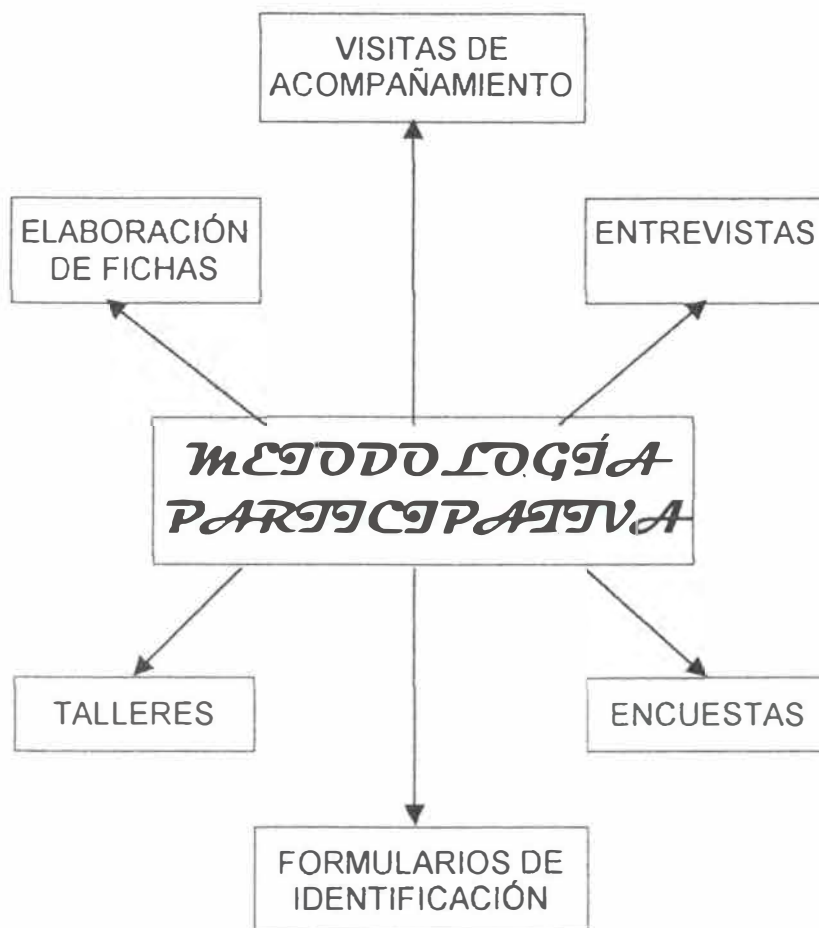 VISITAS DE
ACOMPAÑAMIENTO
ELABORACIÓN
DE FICHAS
ENTREVISTAS
METODOLOGÍA
PARTICIPATIVA
TALLERES
ENCUESTAS
FORMULARIOS DE
IDENTIFICACIÓN